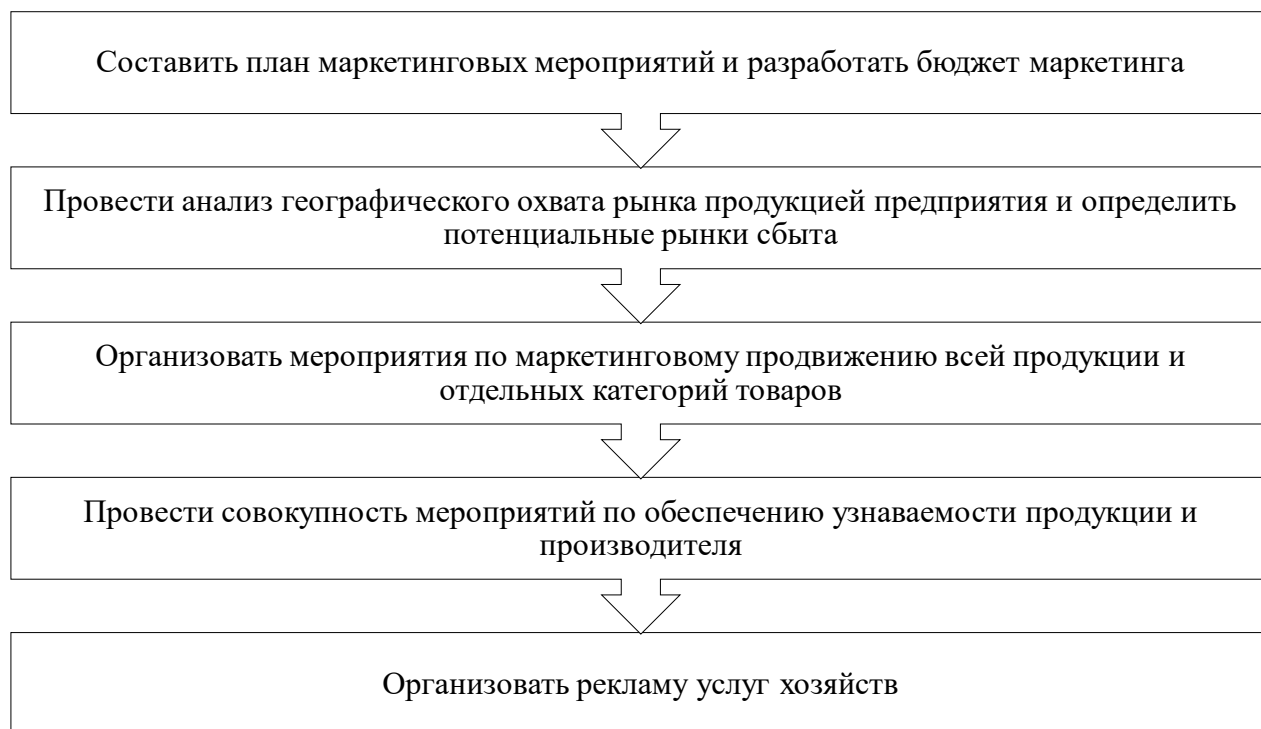 Составить план маркетинговых мероприятий и разработать бюджет маркетинга
Провести анализ географического охвата рынка продукцией предприятия и определить
потенциальные рынки сбыта
Организовать мероприятия по маркетинговому продвижению всей продукции и
отдельных категорий товаров
Провести совокупность мероприятий по обеспечению узнаваемости продукции и
производителя
Организовать рекламу услуг хозяйств